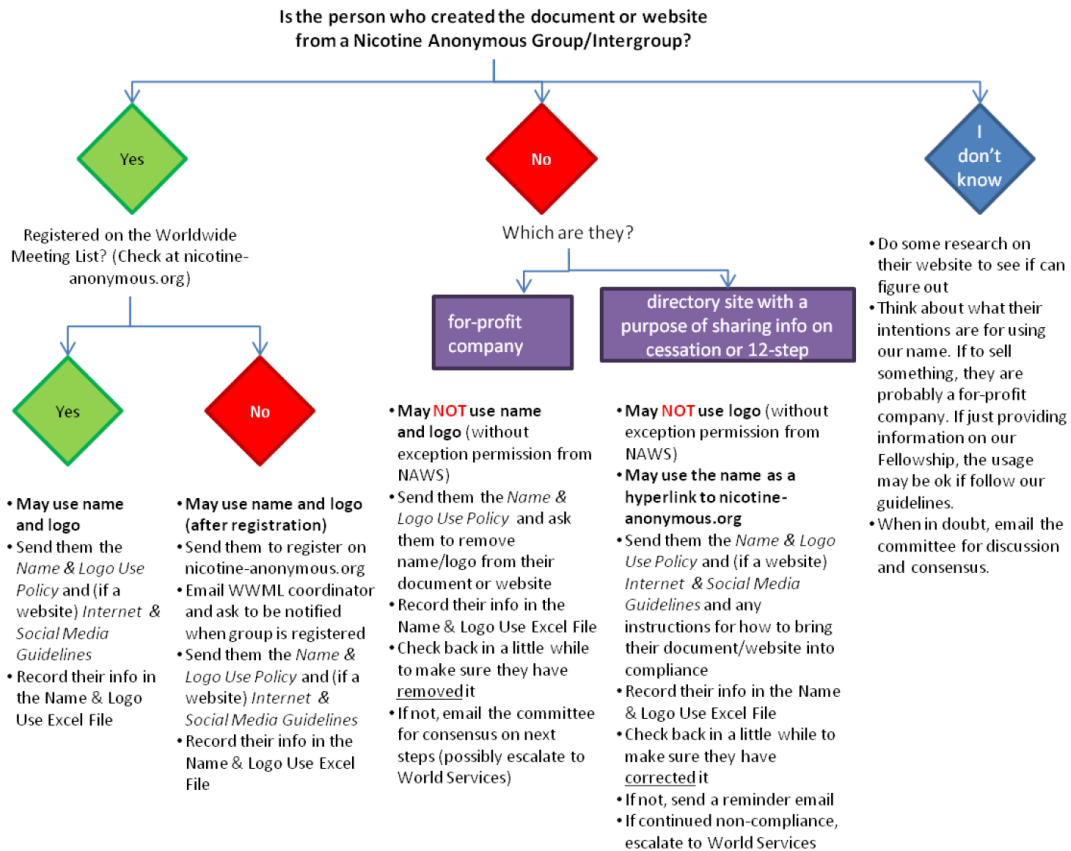 Is the person who created the document or website
from a Nicotine Anonymous Group/Intergroup?
Yes
No
I
don't
know
Registered on the Worldwide
Meeting List? (Check at nicotine-
anonymous.org)
Yes
No
Which are they?
for-profit
company
directory site with a
purpose of sharing info on
cessation or 12-step
• May use name
and logo
• Send them the
Name & Logo Use
Policy and (if a
website) Internet &
Social Media
Guidelines
• Record their info in
the Name & Logo
Use Excel File
• May use name and logo
(after registration)
• Send them to register on
nicotine-anonymous.org
• Email WWML coordinator
and ask to be notified
when group is registered
• Send them the Name &
Logo Use Policy and (if a
website) Internet &
Social Media Guidelines
• Record their info in the
Name & Logo Use Excel
File
• May NOT use name
and logo (without
exception permission from
NAWS)
• Send them the Name &
Logo Use Policy and ask
them to remove
name/logo from their
document or website
• Record their info in the
Name & Logo Use Excel File
• Check back in a little while
to make sure they have
removed it
• If not, email the committee
for consensus on next
steps (possibly escalate to
World Services)
• May NOT use logo (without
exception permission from
NAWS)
• May use the name as a
hyperlink to nicotine-
anonymous.org
• Send them the Name & Logo
Use Policy and (if a website)
Internet & Social Media
Guidelines and any
instructions for how to bring
their document/website into
compliance
• Record their info in the Name
& Logo Use Excel File
• Check back in a little while to
make sure they have
corrected it
• If not, send a reminder email
• If continued non-compliance,
escalate to World Services
• Do some research on
their website to see if can
figure out
• Think about what their
intentions are for using
our name. If to sell
something, they are
probably a for-profit
company. If just providing
information on our
Fellowship, the usage
may be ok if follow our
guidelines.
• When in doubt, email the
committee for discussion
and consensus.